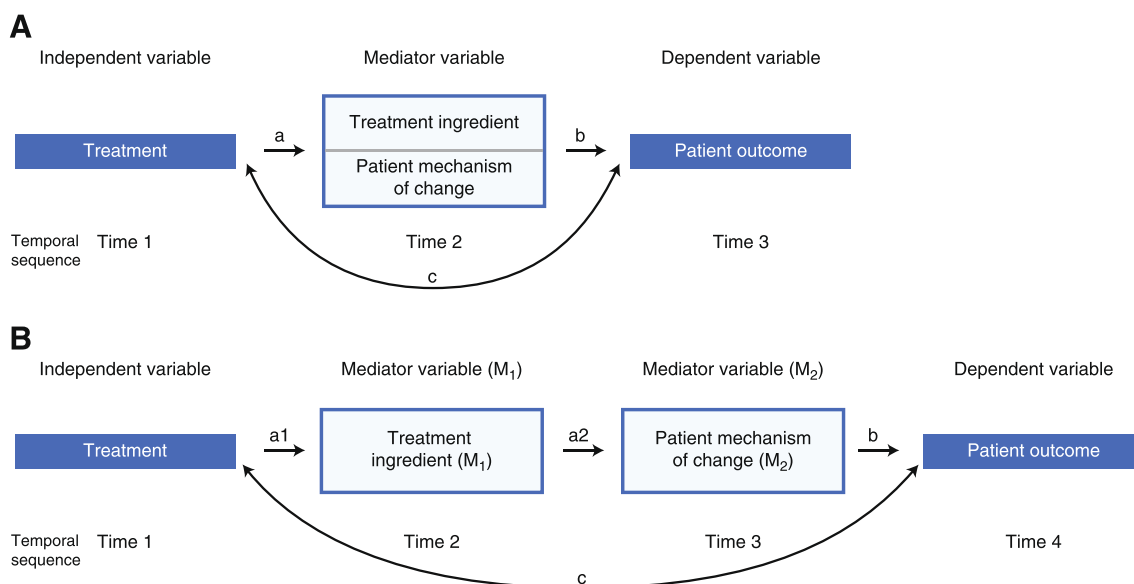 A
Independent variable
Mediator variable
Dependent variable
Treatment
a
Treatment ingredient
Patient mechanism
of change
b
Patient outcome
Temporal
sequence
Time 1
Time 2
Time 3
c
B
Independent variable
Mediator variable (M₁)
Mediator variable (M₂)
Dependent variable
Treatment
a1
Treatment
ingredient (M₁)
a2
Patient mechanism
of change (M₂)
b
Patient outcome
Temporal
sequence
Time 1
Time 2
Time 3
Time 4
c